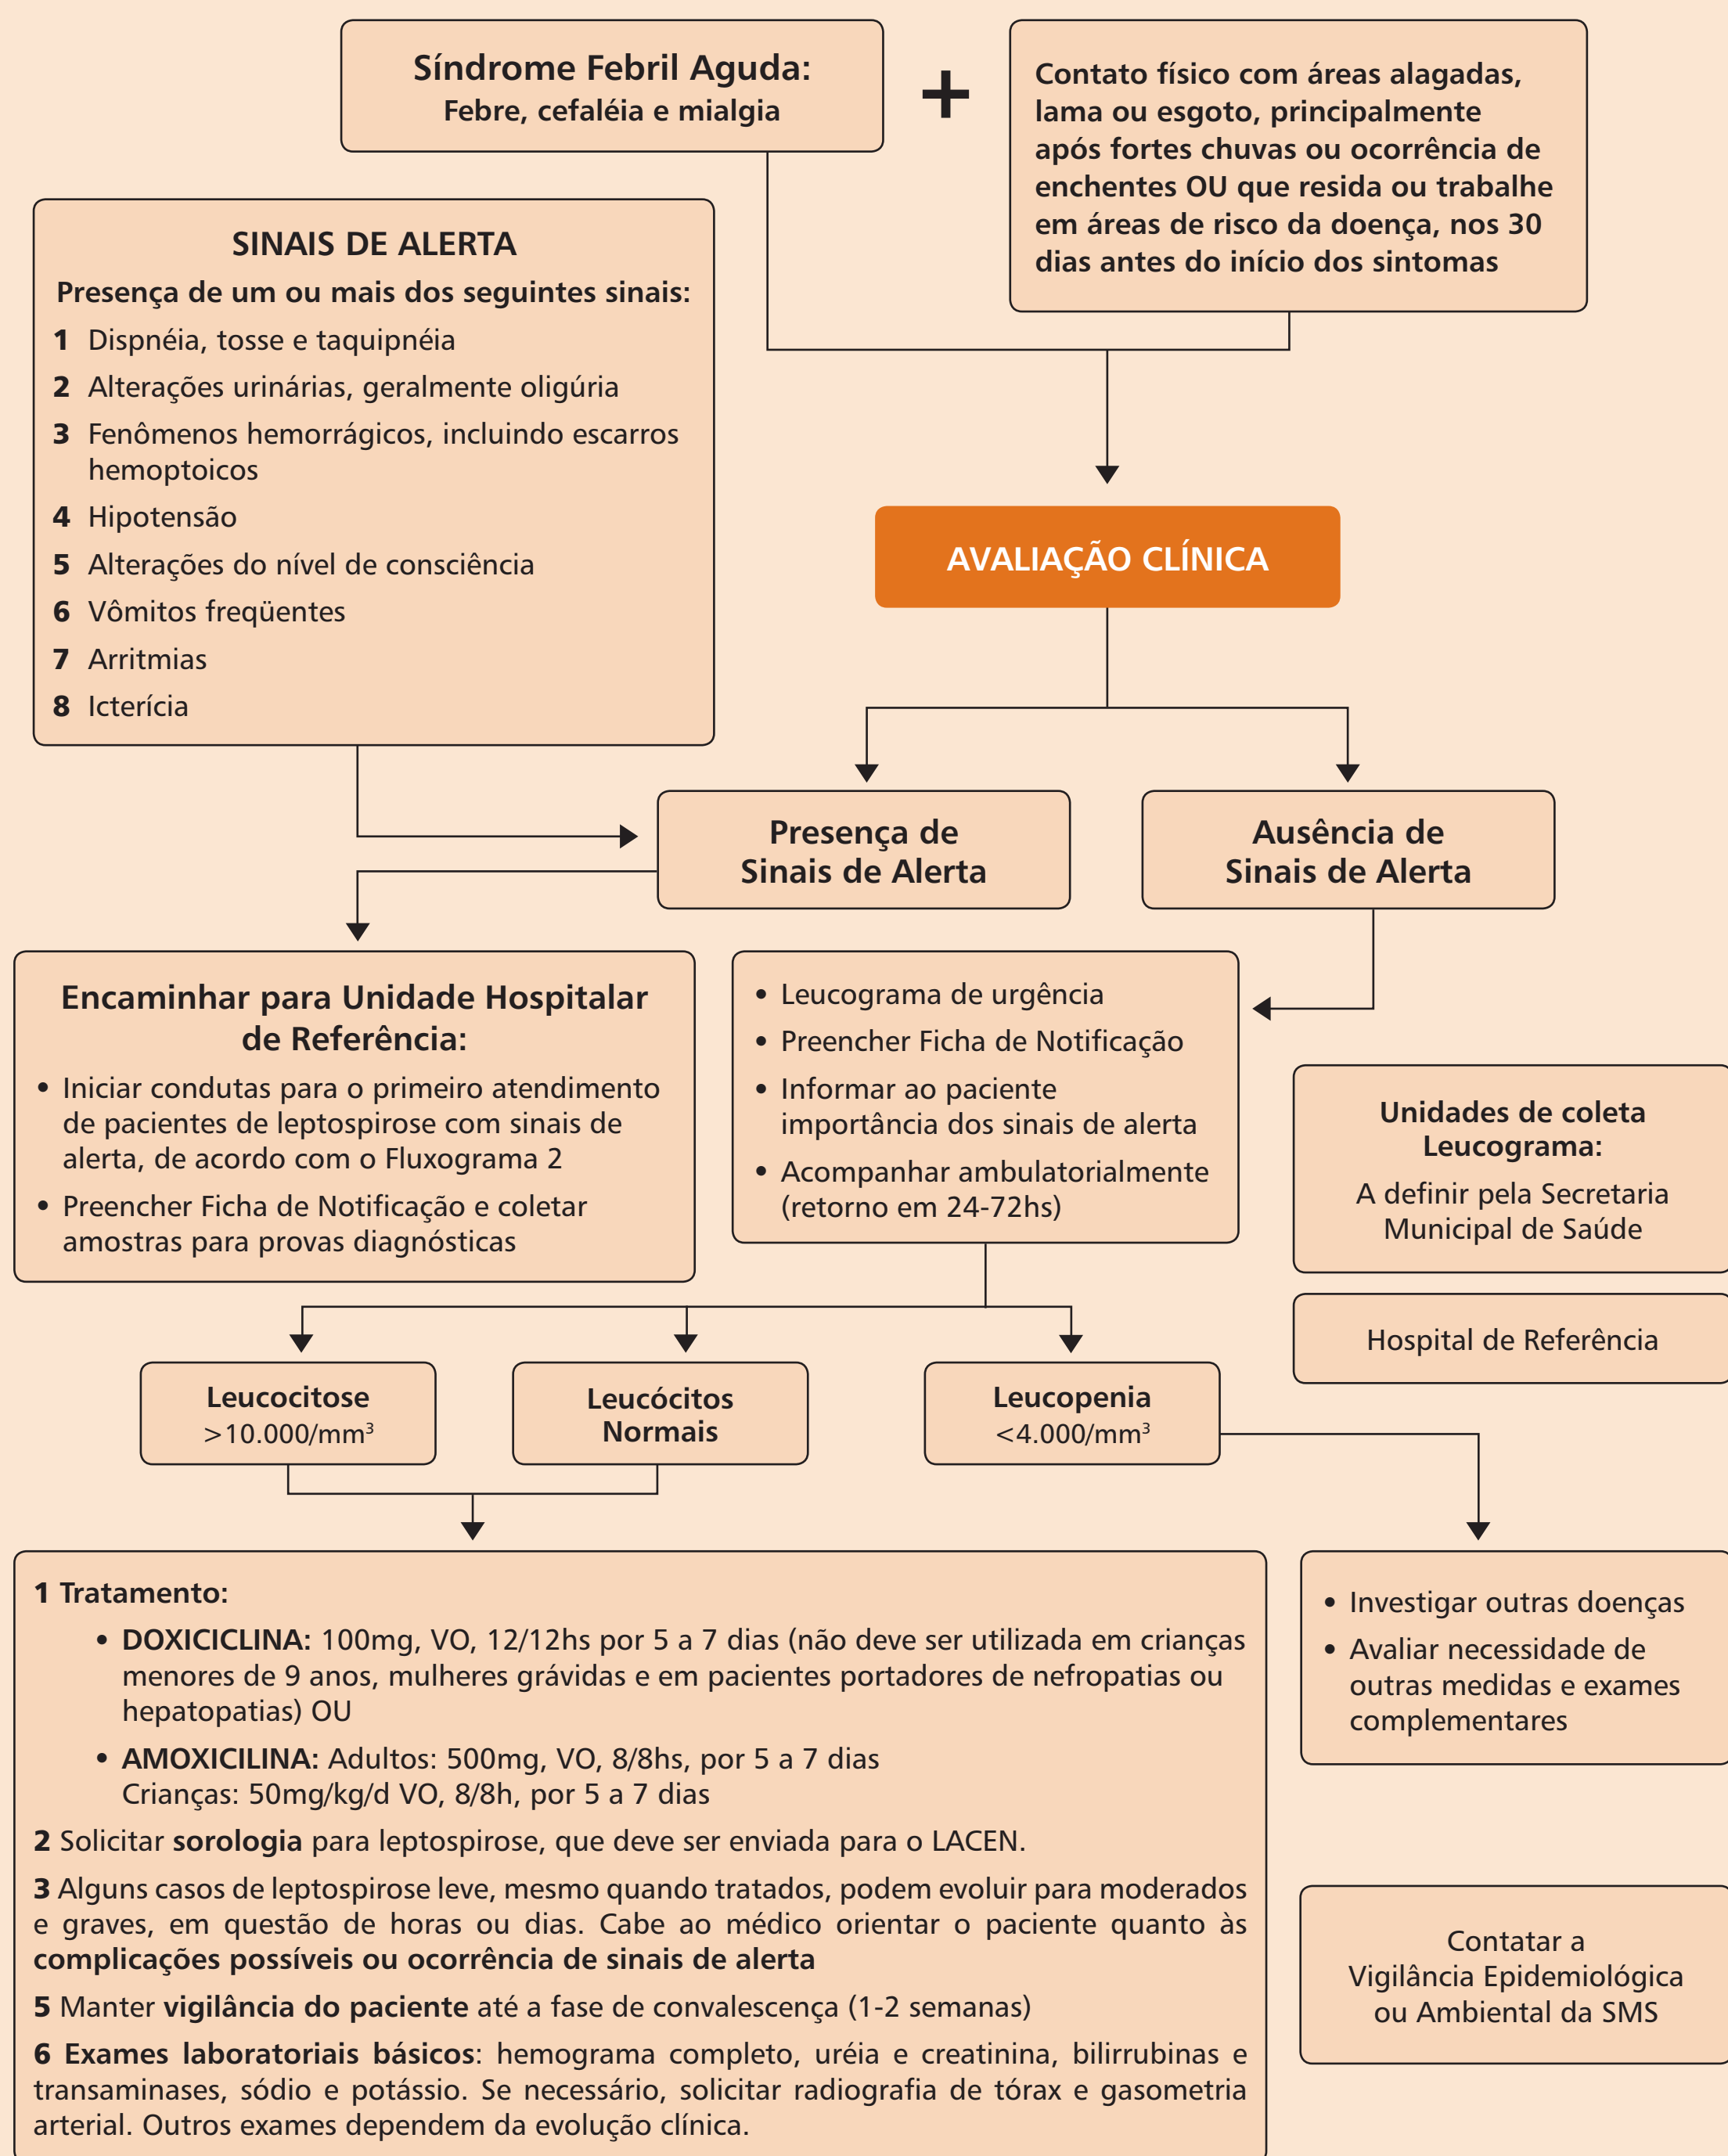 Síndrome Febril Aguda:
Febre, cefaléia e mialgia
+
Contato físico com áreas alagadas,
lama ou esgoto, principalmente
após fortes chuvas ou ocorrência de
enchentes OU que resida ou trabalhe
em áreas de risco da doença, nos 30
dias antes do início dos sintomas
SINAIS DE ALERTA
Presença de um ou mais dos seguintes sinais:
1 Dispnéia, tosse e taquipnéia
2 Alterações urinárias, geralmente oligúria
3 Fenômenos hemorrágicos, incluindo escarros
hemoptoicos
4 Hipotensão
5 Alterações do nível de consciência
6 Vômitos freqüentes
7 Arritmias
8 Icterícia
AVALIAÇÃO CLÍNICA
Presença de
Sinais de Alerta
Ausência de
Sinais de Alerta
Encaminhar para Unidade Hospitalar
de Referência:
• Iniciar condutas para o primeiro atendimento
de pacientes de leptospirose com sinais de
alerta, de acordo com o Fluxograma 2
• Preencher Ficha de Notificação e coletar
amostras para provas diagnósticas
• Leucograma de urgência
• Preencher Ficha de Notificação
• Informar ao paciente
importância dos sinais de alerta
• Acompanhar ambulatorialmente
(retorno em 24-72hs)
Unidades de coleta
Leucograma:
A definir pela Secretaria
Municipal de Saúde
Hospital de Referência
Leucocitose
>10.000/mm³
Leucócitos
Normais
Leucopenia
<4.000/mm³
1 Tratamento:
• DOXICICLINA: 100mg, VO, 12/12hs por 5 a 7 dias (não deve ser utilizada em crianças
menores de 9 anos, mulheres grávidas e em pacientes portadores de nefropatias ou
hepatopatias) OU
• AMOXICILINA: Adultos: 500mg, VO, 8/8hs, por 5 a 7 dias
Crianças: 50mg/kg/d VO, 8/8h, por 5 a 7 dias
2 Solicitar sorologia para leptospirose, que deve ser enviada para o LACEN.
3 Alguns casos de leptospirose leve, mesmo quando tratados, podem evoluir para moderados
e graves, em questão de horas ou dias. Cabe ao médico orientar o paciente quanto às
complicações possíveis ou ocorrência de sinais de alerta
5 Manter vigilância do paciente até a fase de convalescença (1-2 semanas)
6 Exames laboratoriais básicos: hemograma completo, uréia e creatinina, bilirrubinas e
transaminases, sódio e potássio. Se necessário, solicitar radiografia de tórax e gasometria
arterial. Outros exames dependem da evolução clínica.
• Investigar outras doenças
• Avaliar necessidade de
outras medidas e exames
complementares
Contatar a
Vigilância Epidemiológica
ou Ambiental da SMS